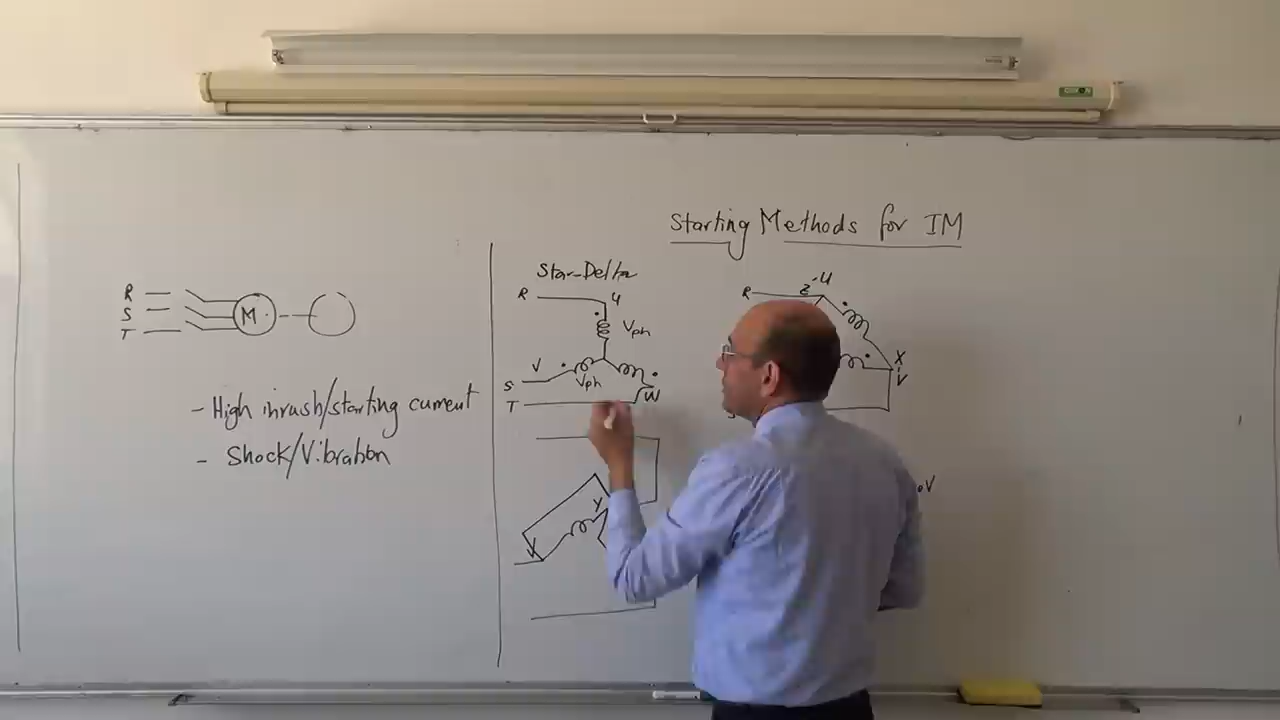 Starting Methods for IM
Star-Delta
R
S
T
M
- High inrush/starting current
- Shock/Vibration
R
U
Vph
V
S
Vph
W
T
Y
V
R
Z
U
X
V